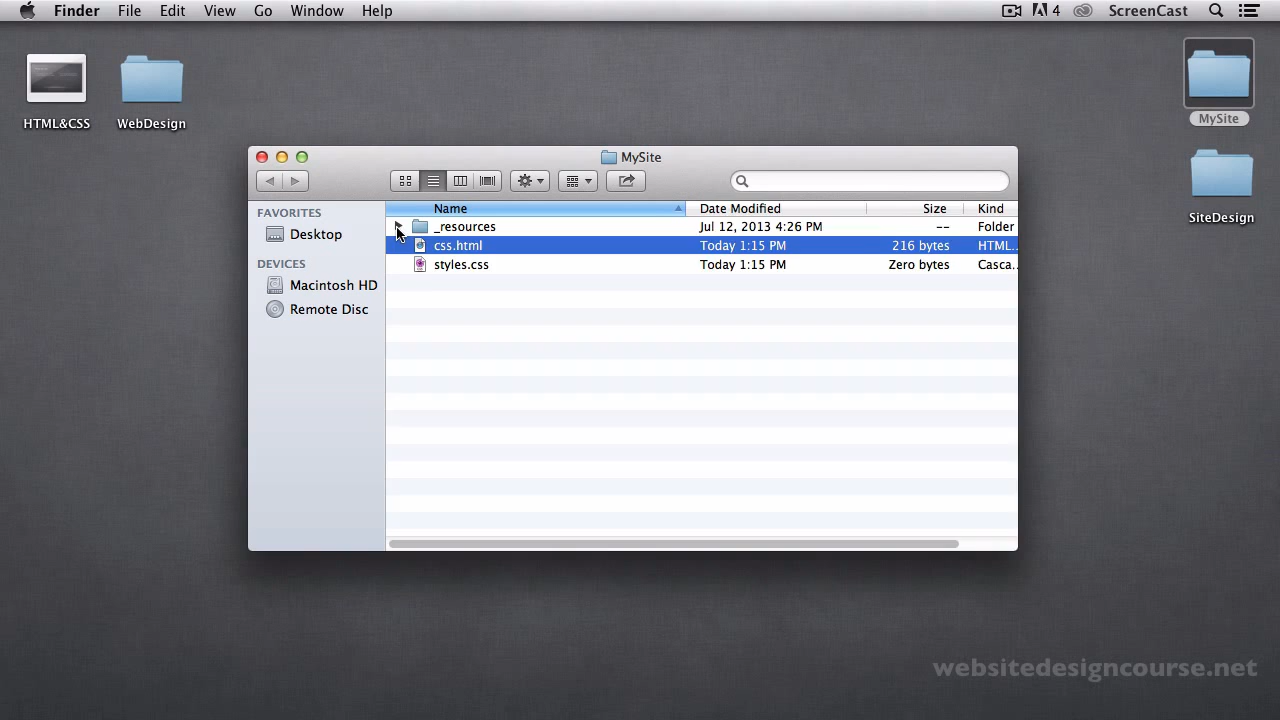 Finder File Edit View Go Window Help 4 ScreenCast
HTML&CSS
WebDesign
MySite
SiteDesign
MySite
FAVORITES
Desktop
DEVICES
Macintosh HD
Remote Disc
Name Date Modified Size Kind
_resources Jul 12, 2013 4:26 PM -- Folder
css.html Today 1:15 PM 216 bytes HTML...
styles.css Today 1:15 PM Zero bytes Casca...
websitedesigncourse.net